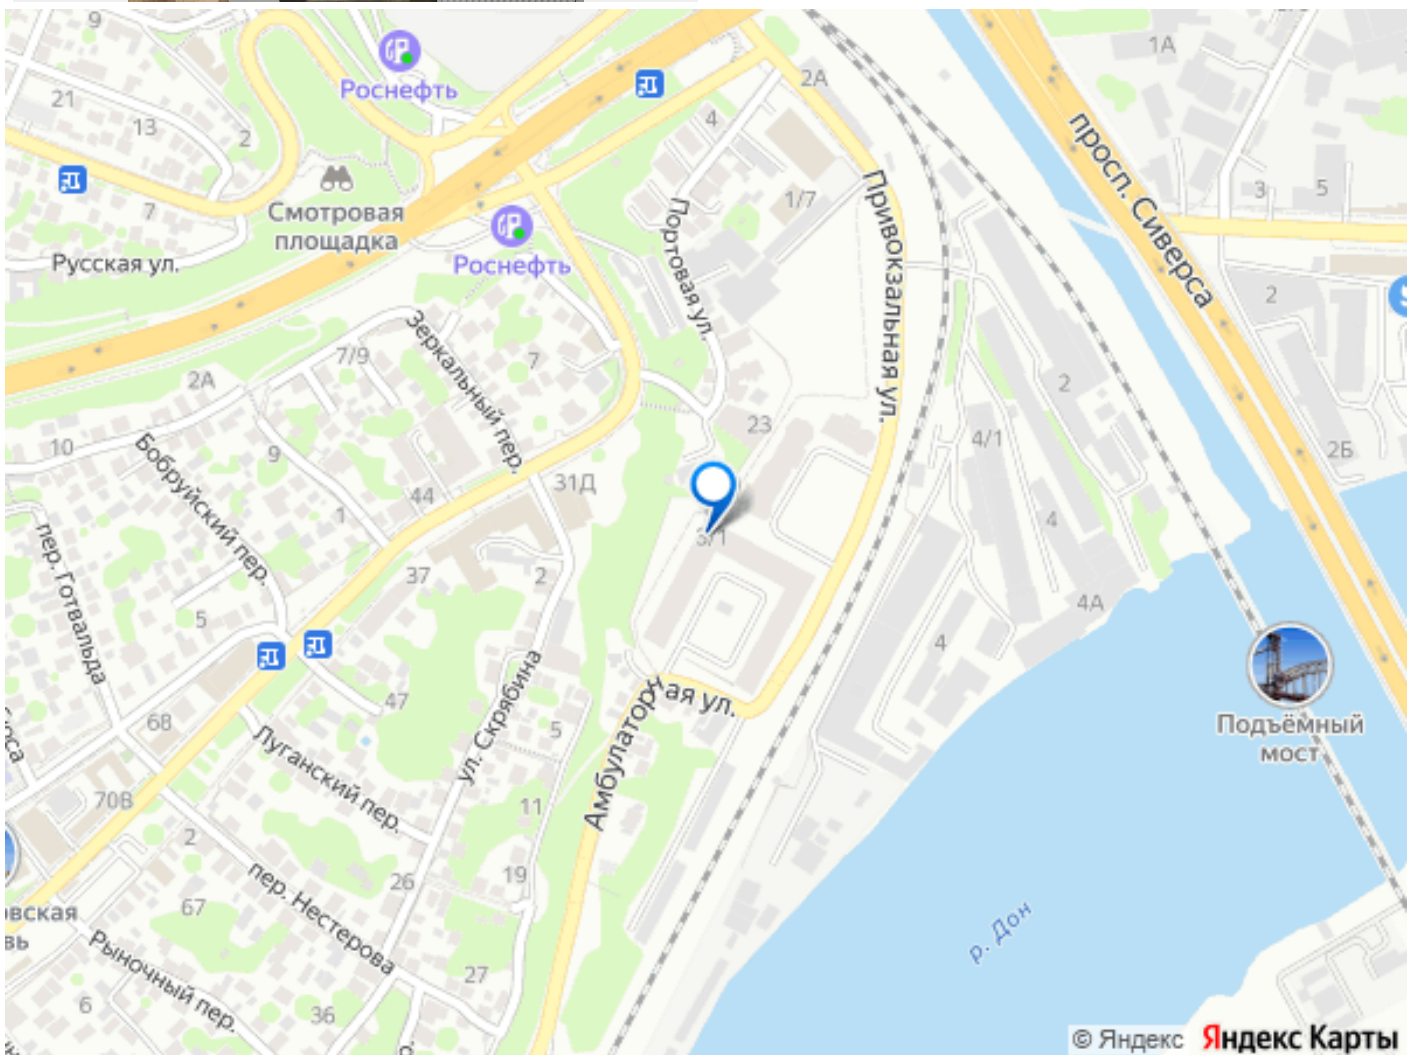 1А
Роснефть
2А
21
13
2
4
просп. Сиверса
7
Смотровая
площадка
Русская ул.
Роснефть
Портовая ул.
1/7
Привокзальная ул.
3
5
2
7/9
Зеркальный пер.
7
2А
10
Бобруйский пер.
9
23
2
4/1
2Б
44
31Д
1
3/1
4
пер. Готвальда
37
2
5
4А
4
ул. Скрябина
47
68
Амбулаторная ул.
5
Подъёмный
мост
Луганский пер.
70В
11
2
19
26
пер. Нестерова
67
овская
вь
Рыночный пер.
27
6
36
р. Дон
© Яндекс Яндекс Карты